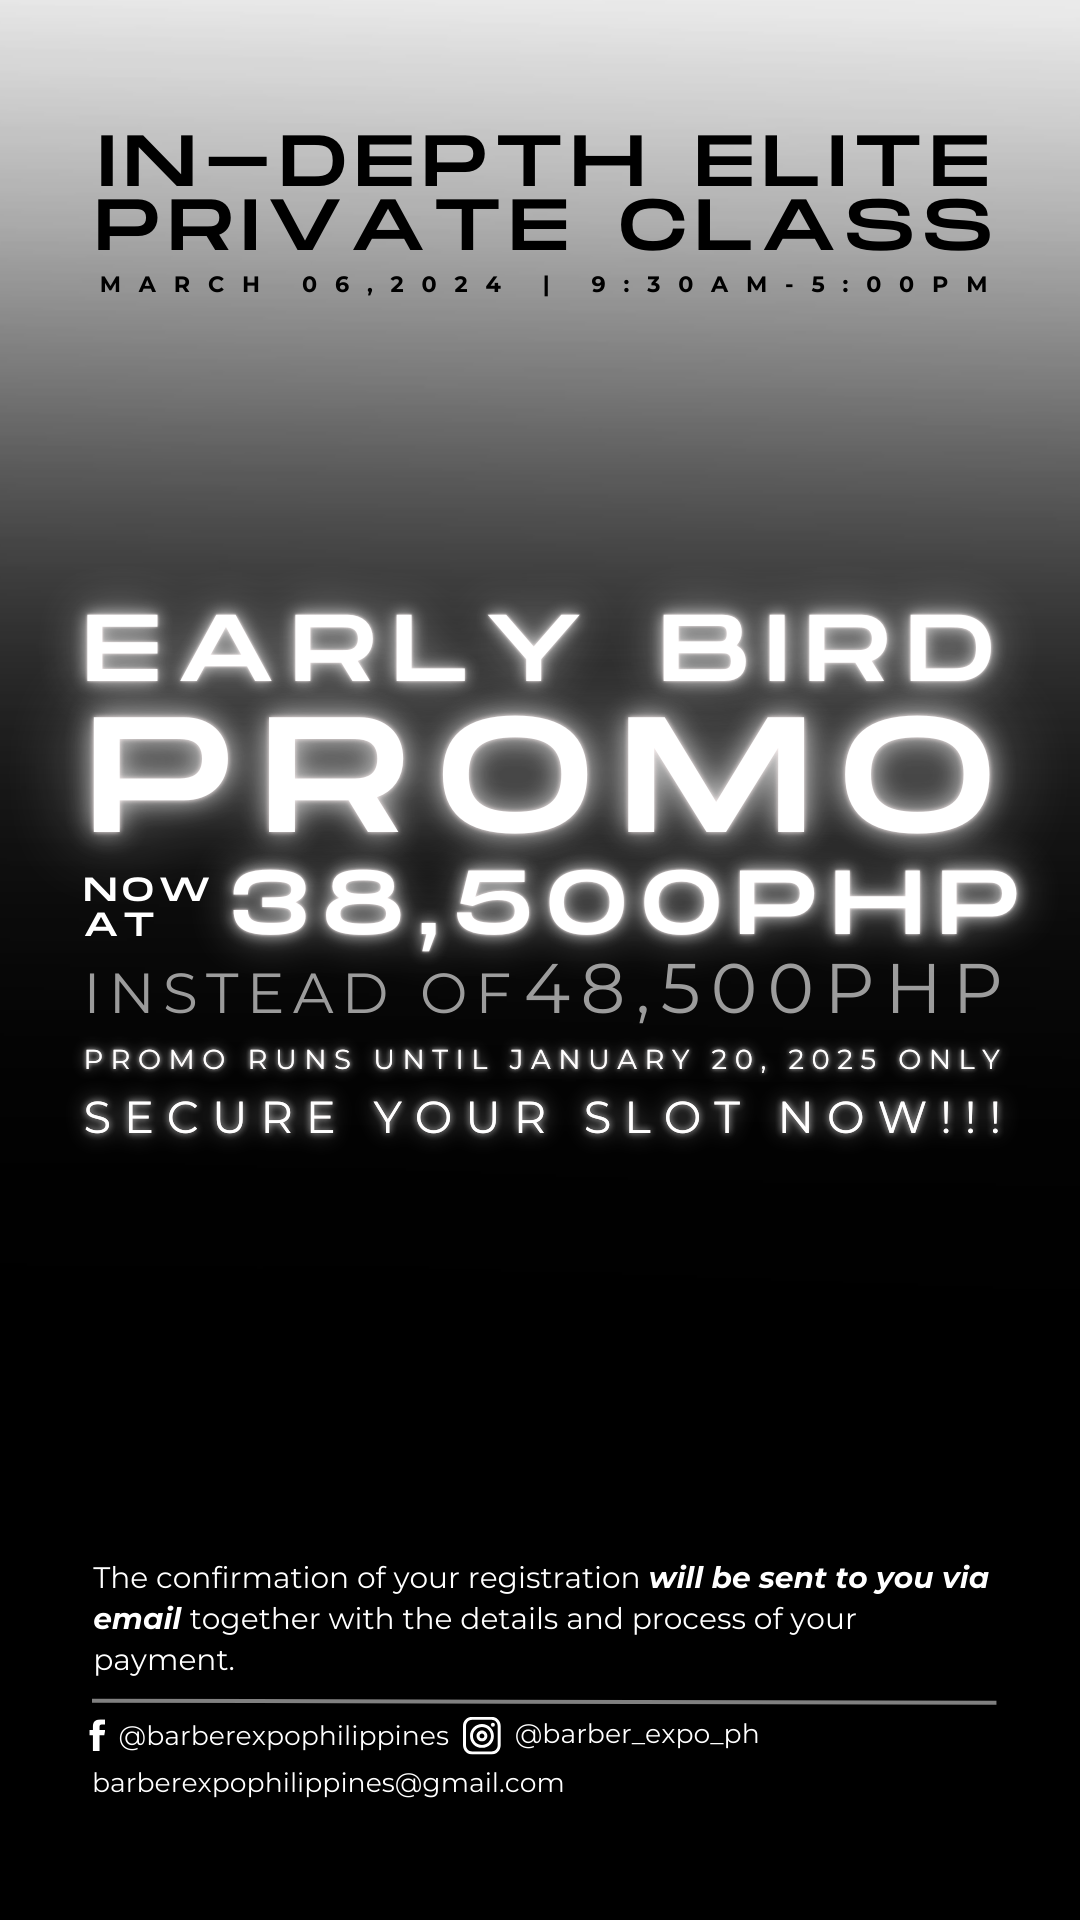 IN-DEPTH ELITE
PRIVATE CLASS
MARCH 06,2024 | 9:30AM-5:00PM
EARLY BIRD
PROMO
NOW AT 38,500PHP
INSTEAD OF 48,500PHP
PROMO RUNS UNTIL JANUARY 20, 2025 ONLY
SECURE YOUR SLOT NOW!!!
The confirmation of your registration will be sent to you via
email together with the details and process of your
payment.
@barberexpophilippines @barber_expo_ph
barberexpophilippines@gmail.com